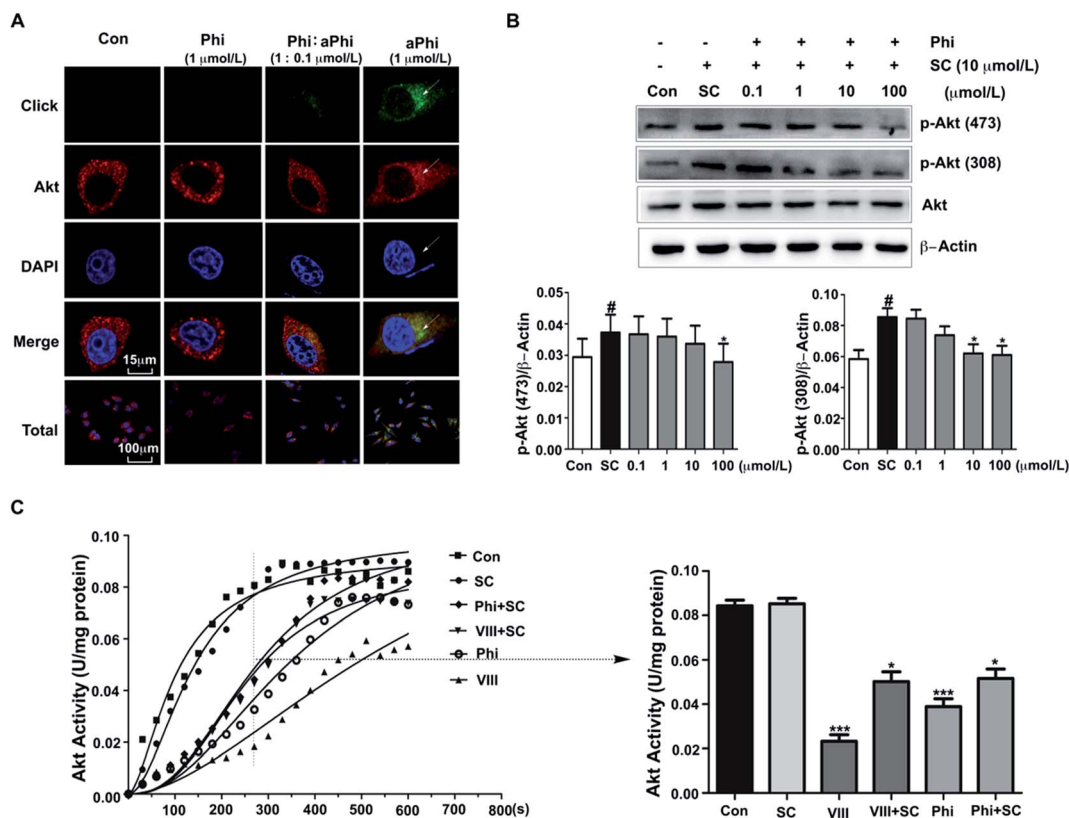 A
Con
Phi
(1 μmol/L)
Phi:aPhi
(1 : 0.1 μmol/L)
aPhi
(1 μmol/L)
Click
Akt
DAPI
Merge
15μm
Total
100μm
B
- - + + + + Phi
- + + + + + SC (10 μmol/L)
Con SC 0.1 1 10 100 (μmol/L)
p-Akt (473)
p-Akt (308)
Akt
β-Actin
p-Akt (473)/β-Actin
0.05
0.04
0.03
0.02
0.01
0.00
#
*
Con SC 0.1 1 10 100 (μmol/L)
p-Akt (308)/β-Actin
0.10
0.08
0.06
0.04
0.02
0.00
#
* *
Con SC 0.1 1 10 100 (μmol/L)
C
Akt Activity (U/mg protein)
0.10
0.08
0.06
0.04
0.02
0.00
0 100 200 300 400 500 600 700 800 (s)
Con
SC
Phi+SC
VIII+SC
Phi
VIII
Akt Activity (U/mg protein)
0.10
0.08
0.06
0.04
0.02
0.00
*** * *** *
Con SC VIII VIII+SC Phi Phi+SC